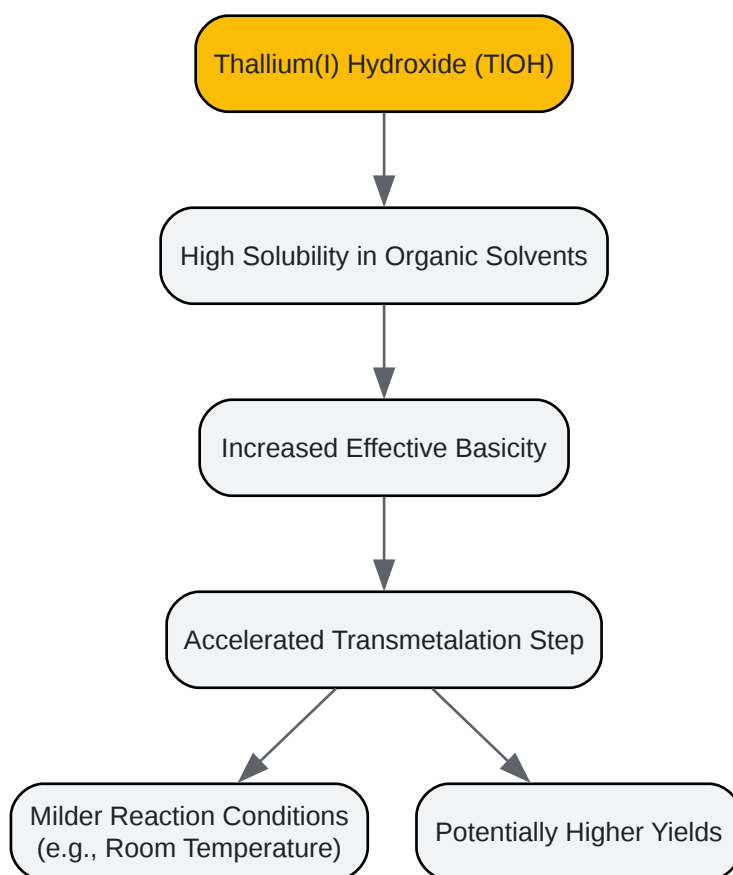 Thallium(I) Hydroxide (TlOH)
High Solubility in Organic Solvents
Increased Effective Basicity
Accelerated Transmetalation Step
Milder Reaction Conditions
(e.g., Room Temperature)
Potentially Higher Yields